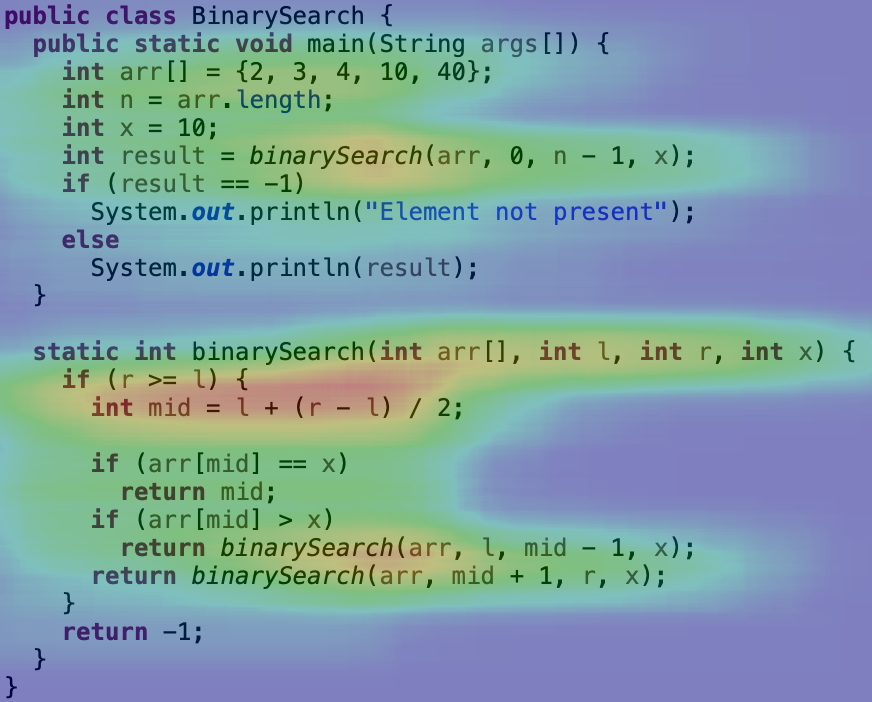 public class BinarySearch {
  public static void main(String args[]) {
    int arr[] = {2, 3, 4, 10, 40};
    int n = arr.length;
    int x = 10;
    int result = binarySearch(arr, 0, n - 1, x);
    if (result == -1)
      System.out.println("Element not present");
    else
      System.out.println(result);
  }

  static int binarySearch(int arr[], int l, int r, int x) {
    if (r >= l) {
      int mid = l + (r - l) / 2;

      if (arr[mid] == x)
        return mid;
      if (arr[mid] > x)
        return binarySearch(arr, l, mid - 1, x);
      return binarySearch(arr, mid + 1, r, x);
    }
    return -1;
  }
}